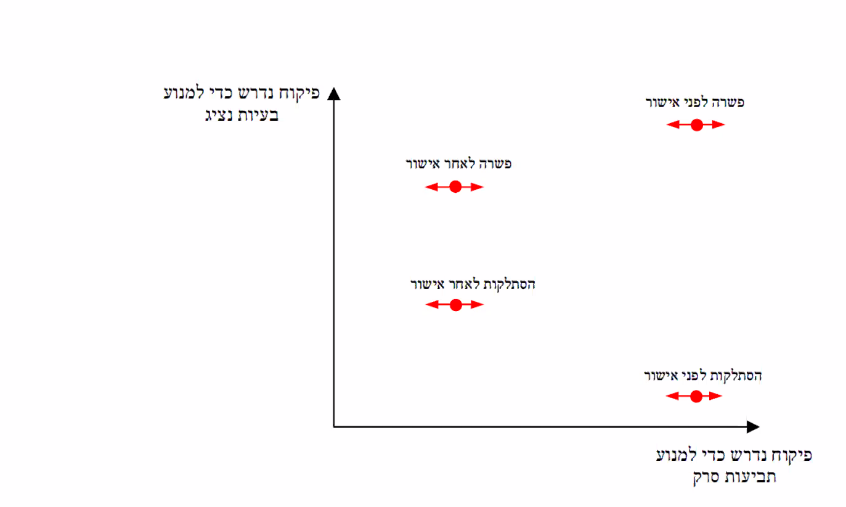 פיקוח נדרש כדי למנוע
בעיות נציג
פשרה לפני אישור
פשרה לאחר אישור
הסתלקות לאחר אישור
הסתלקות לפני אישור
פיקוח נדרש כדי למנוע
תביעות סרק